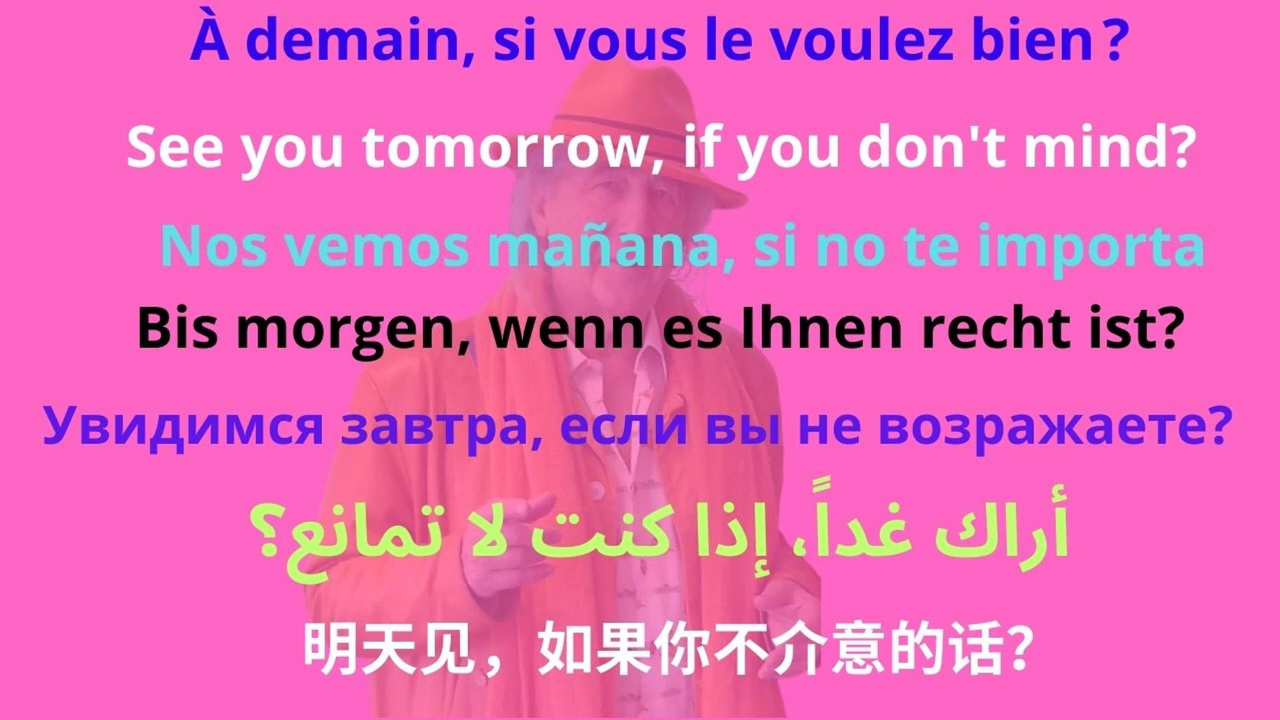 À demain, si vous le voulez bien ?
See you tomorrow, if you don't mind?
Nos vemos mañana, si no te importa
Bis morgen, wenn es Ihnen recht ist?
Увидимся завтра, если вы не возражаете?
أراك غداً، إذا كنت لا تمانع؟
明天见，如果你不介意的话？